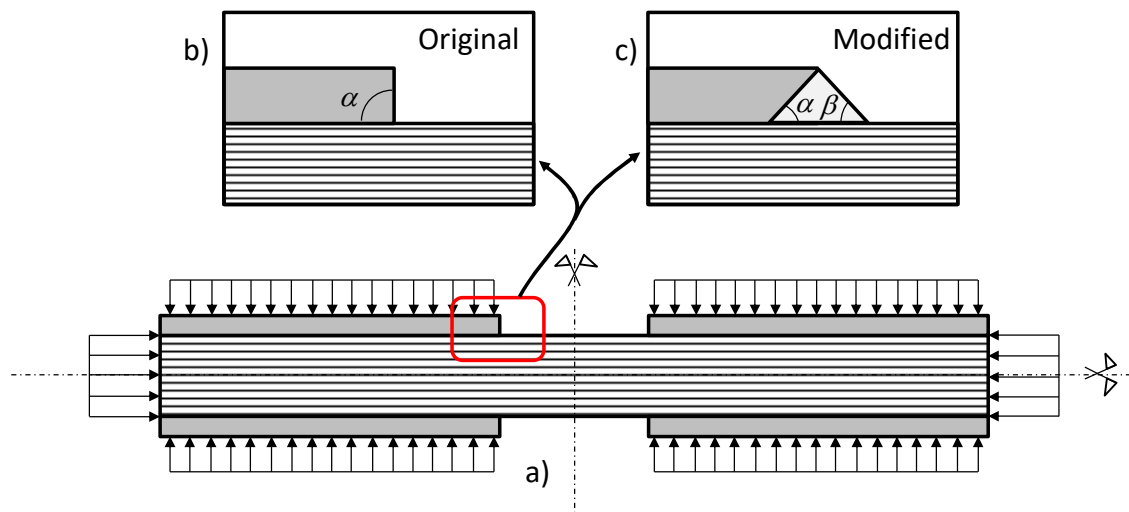 b)
Original
α
c)
Modified
α β
a)